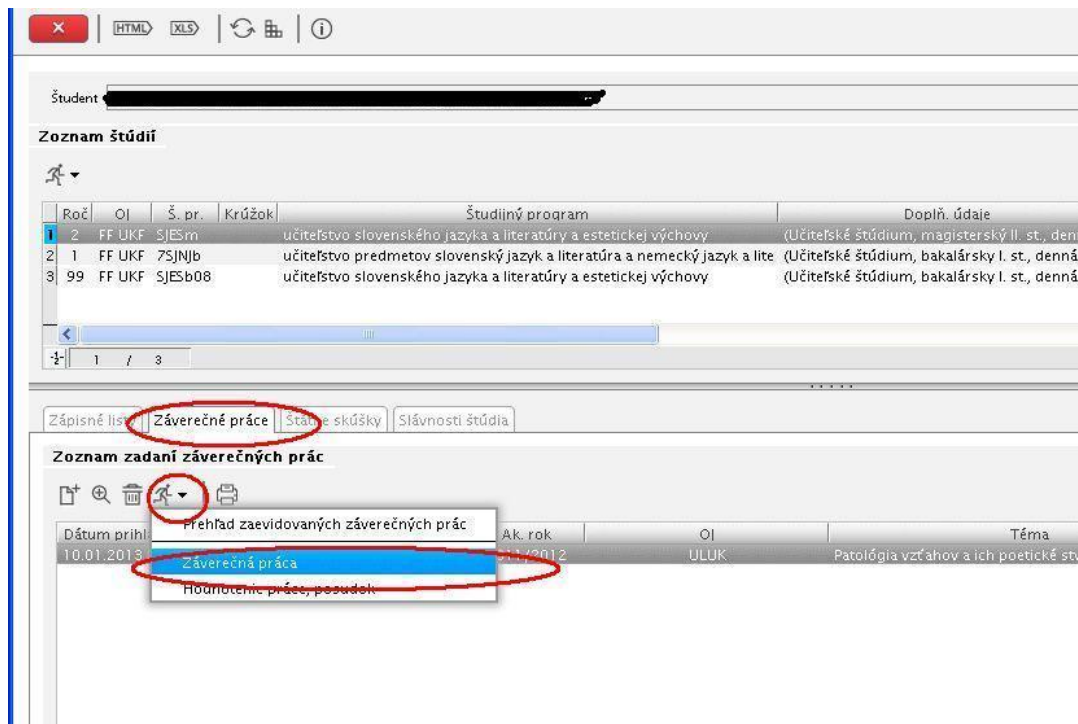 HTML XLS
Študent
Zoznam štúdií
Roč OJ Š. pr. Krúžok Študijný program Doplň. údaje
1 2 FF UKF SJESm učiteľstvo slovenského jazyka a literatúry a estetickej výchovy (Učiteľské štúdium, magisterský II. st., den
2 1 FF UKF 7SJNJb učiteľstvo predmetov slovenský jazyk a literatúra a nemecký jazyk a lite (Učiteľské štúdium, bakalársky I. st., denná
3 99 FF UKF SJESb08 učiteľstvo slovenského jazyka a literatúry a estetickej výchovy (Učiteľské štúdium, bakalársky I. st., denná
1 / 3
Zápisné listy Záverečné práce Štátne skúšky Slávnosti štúdia
Zoznam zadaní záverečných prác
Prehľad zaevidovaných záverečných prác
Dátum prihl Ak. rok OJ Téma
10.01.2013 Záverečná práca 2011/2012 ULUK Patológia vzťahov a ich poetické stv
Hodnotenie práce, posudok